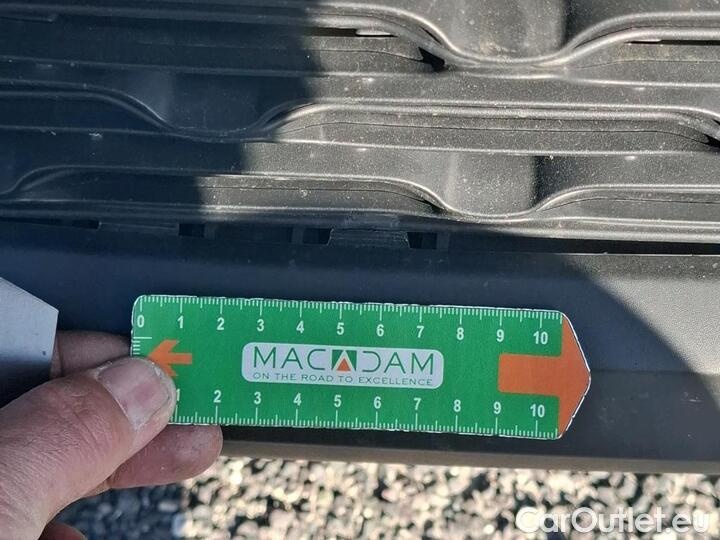 0 1 2 3 4 5 6 7 8 9 10
MACADAM
ON THE ROAD TO EXCELLENCE
1 2 3 4 5 6 7 8 9 10
CarOutlet.eu